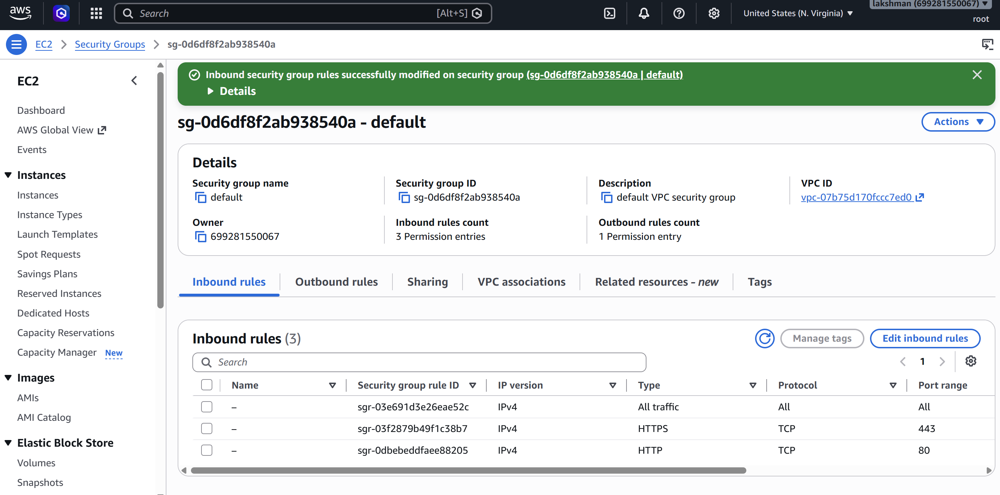 aws
Search [Alt+S]
United States (N. Virginia)
lakshman (699281550067)
root
EC2 Security Groups sg-0d6df8f2ab938540a
EC2
Dashboard
AWS Global View
Events
Instances
Instances
Instance Types
Launch Templates
Spot Requests
Savings Plans
Reserved Instances
Dedicated Hosts
Capacity Reservations
Capacity Manager New
Images
AMIs
AMI Catalog
Elastic Block Store
Volumes
Snapshots
Inbound security group rules successfully modified on security group (sg-0d6df8f2ab938540a | default)
Details
sg-0d6df8f2ab938540a - default
Actions
Details
Security group name
default
Security group ID
sg-0d6df8f2ab938540a
Description
default VPC security group
VPC ID
vpc-07b75d170fccc7ed0
Owner
699281550067
Inbound rules count
3 Permission entries
Outbound rules count
1 Permission entry
Inbound rules Outbound rules Sharing VPC associations Related resources - new Tags
Inbound rules (3)
Manage tags
Edit inbound rules
Search
1
Name Security group rule ID IP version Type Protocol Port range
– sgr-03e691d3e26eae52c IPv4 All traffic All All
– sgr-03f2879b49f1c38b7 IPv4 HTTPS TCP 443
– sgr-0dbebeddfaee88205 IPv4 HTTP TCP 80